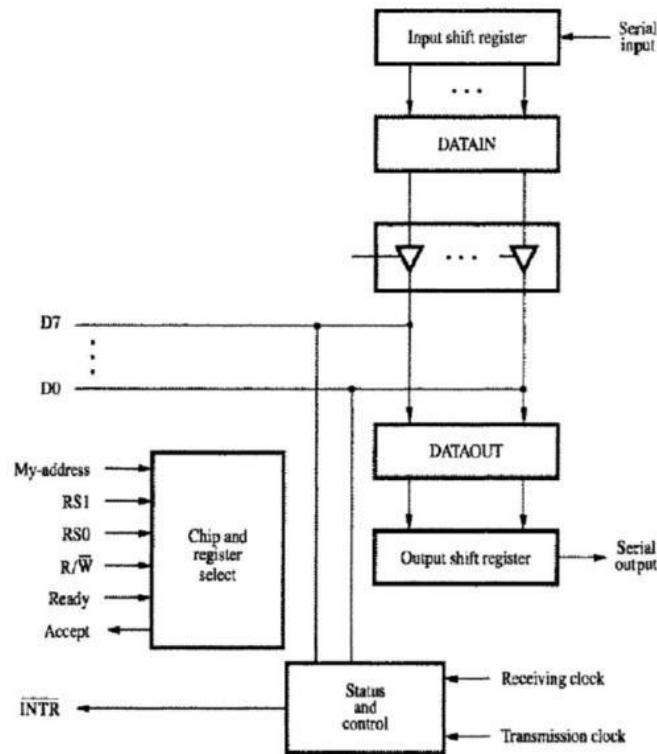 Input shift register
Serial
input
DATAIN
D7
D0
DATAOUT
My-address
RS1
RS0
R/W̅
Ready
Accept
Chip and
register
select
Output shift register
Serial
output
I̅N̅T̅R̅
Status
and
control
Receiving clock
Transmission clock